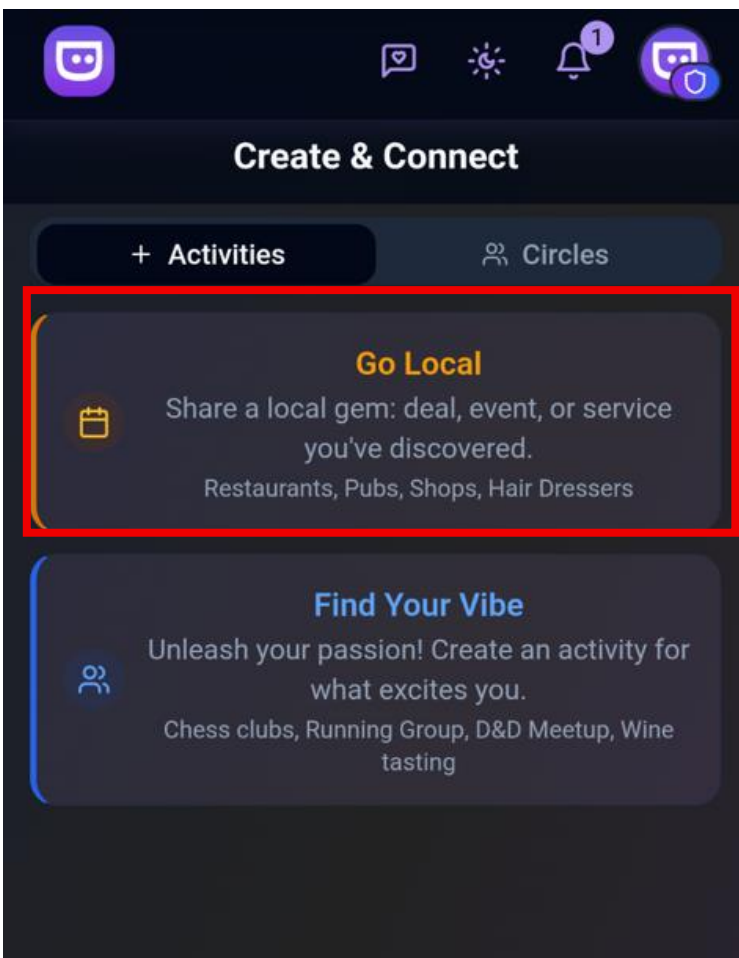 1
Create & Connect
+ Activities
Circles
Go Local
Share a local gem: deal, event, or service
you've discovered.
Restaurants, Pubs, Shops, Hair Dressers
Find Your Vibe
Unleash your passion! Create an activity for
what excites you.
Chess clubs, Running Group, D&D Meetup, Wine
tasting